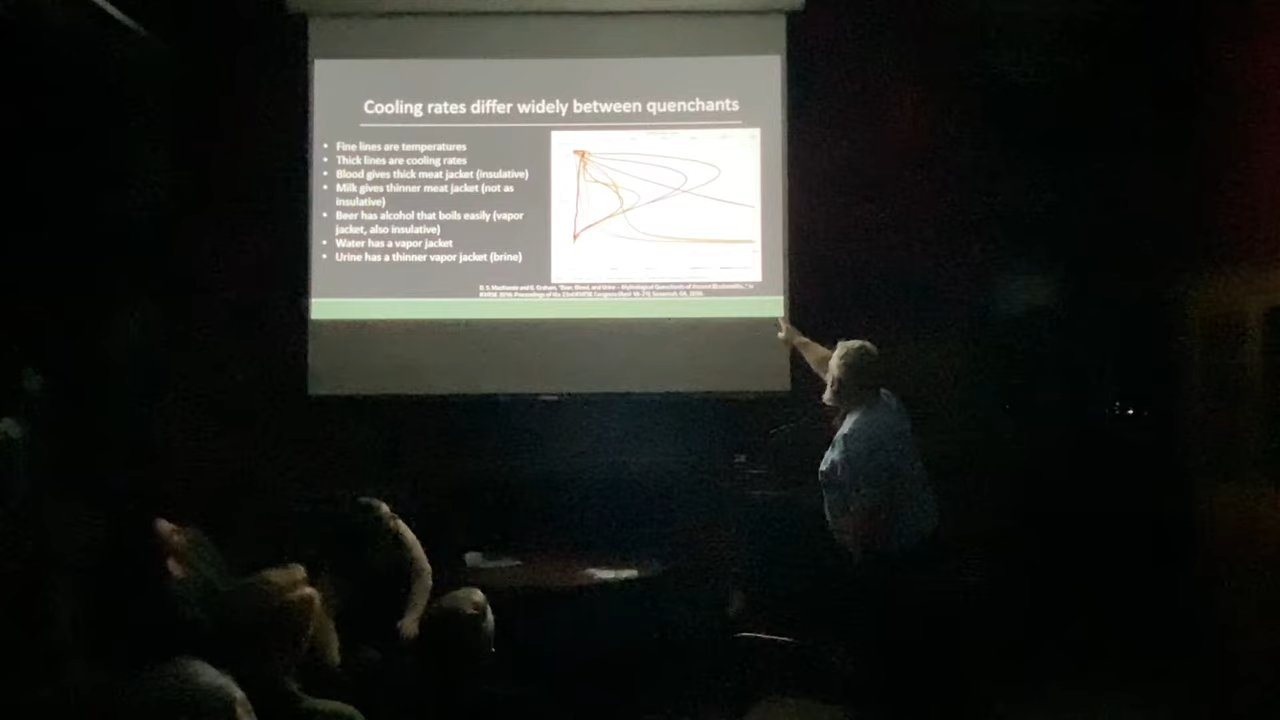 Cooling rates differ widely between quenchants
• Fine lines are temperatures
• Thick lines are cooling rates
• Blood gives thick meat jacket (insulative)
• Milk gives thinner meat jacket (not as
insulative)
• Beer has alcohol that boils easily (vapor
jacket, also insulative)
• Water has a vapor jacket
• Urine has a thinner vapor jacket (brine)